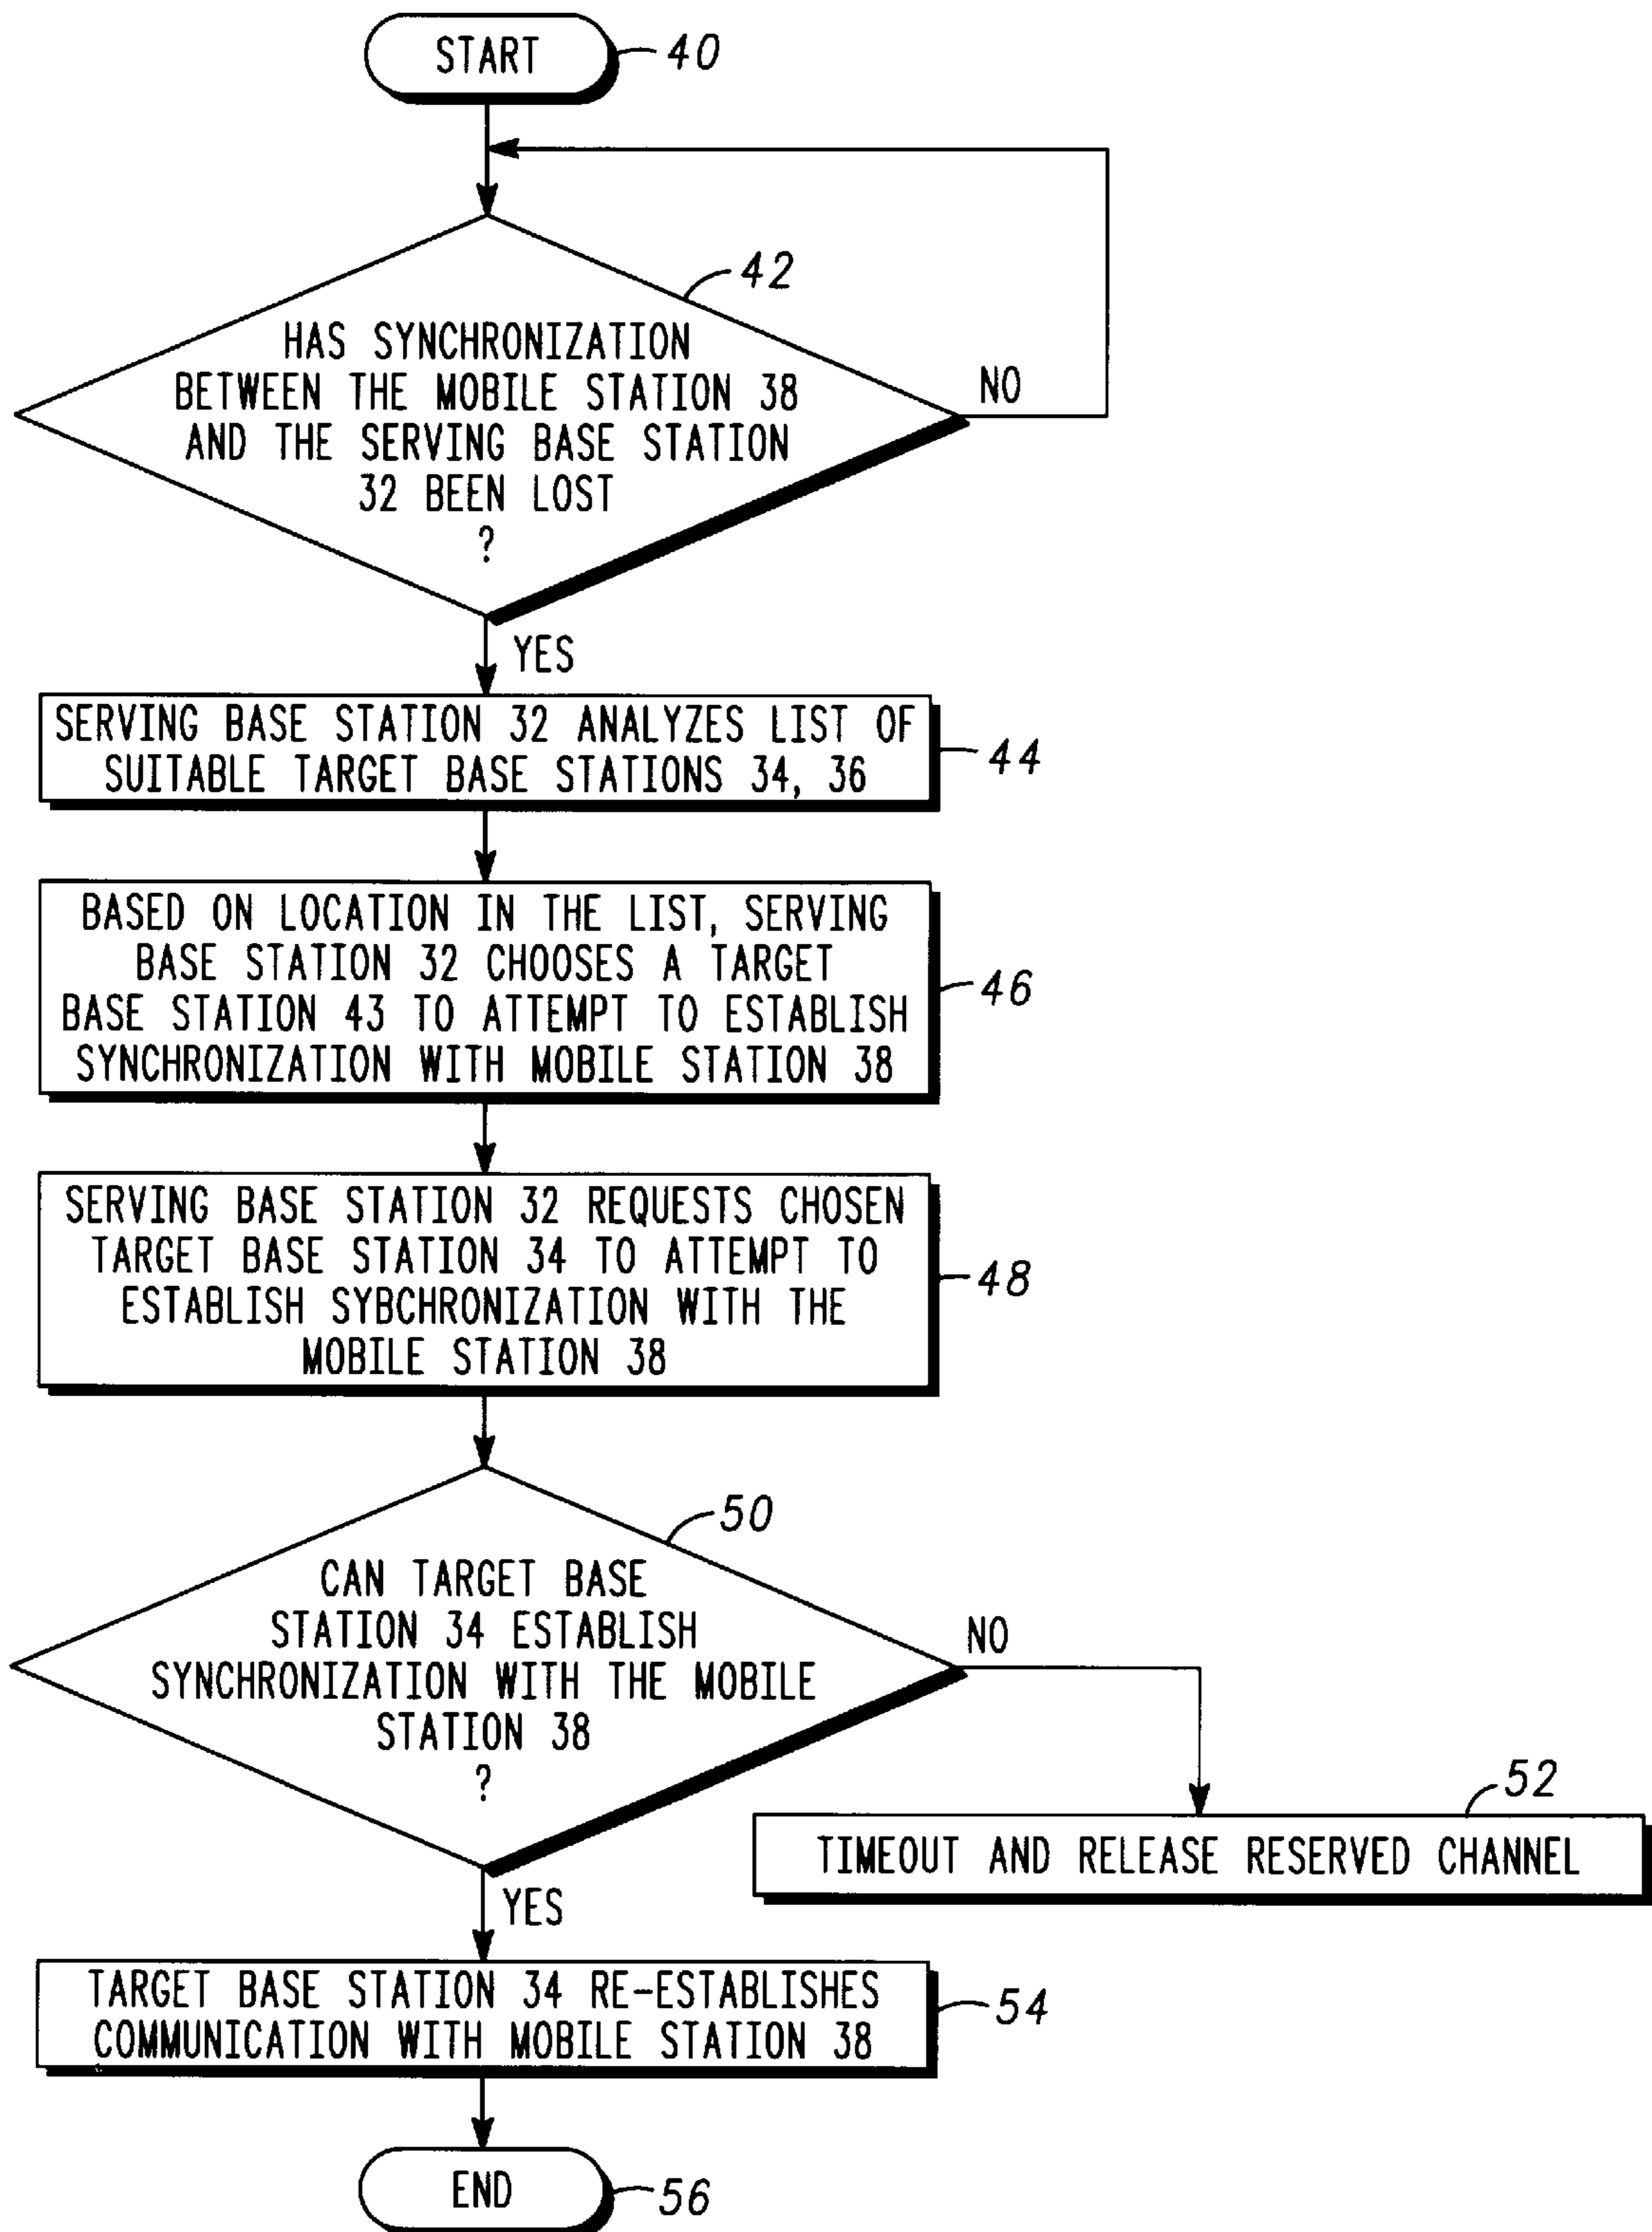 START
40
42
HAS SYNCHRONIZATION
BETWEEN THE MOBILE STATION 38
AND THE SERVING BASE STATION
32 BEEN LOST
?
NO
YES
SERVING BASE STATION 32 ANALYZES LIST OF
SUITABLE TARGET BASE STATIONS 34, 36
44
BASED ON LOCATION IN THE LIST, SERVING
BASE STATION 32 CHOOSES A TARGET
BASE STATION 43 TO ATTEMPT TO ESTABLISH
SYNCHRONIZATION WITH MOBILE STATION 38
46
SERVING BASE STATION 32 REQUESTS CHOSEN
TARGET BASE STATION 34 TO ATTEMPT TO
ESTABLISH SYBCHRONIZATION WITH THE
MOBILE STATION 38
48
50
CAN TARGET BASE
STATION 34 ESTABLISH
SYNCHRONIZATION WITH THE MOBILE
STATION 38
?
NO
52
TIMEOUT AND RELEASE RESERVED CHANNEL
YES
TARGET BASE STATION 34 RE-ESTABLISHES
COMMUNICATION WITH MOBILE STATION 38
54
END
56